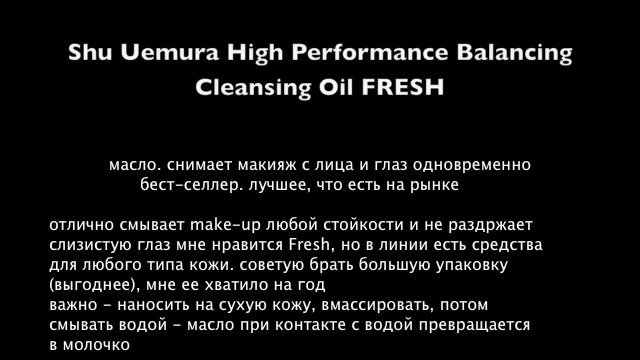 Shu Uemura High Performance Balancing
Cleansing Oil FRESH
масло. снимает макияж с лица и глаз одновременно
бест-селлер. лучшее, что есть на рынке
отлично смывает make-up любой стойкости и не раздржает
слизистую глаз мне нравится Fresh, но в линии есть средства
для любого типа кожи. советую брать большую упаковку
(выгоднее), мне ее хватило на год
важно - наносить на сухую кожу, вмассировать, потом
смывать водой - масло при контакте с водой превращается
в молочко